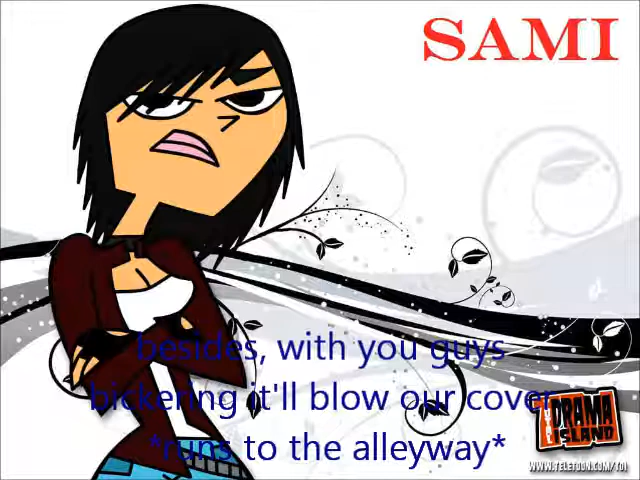 SAMI
besides, with you guys
bickering it'll blow our cover
*runs to the alleyway*
DRAMA
ISLAND
WWW.TELETOON.COM/TDI